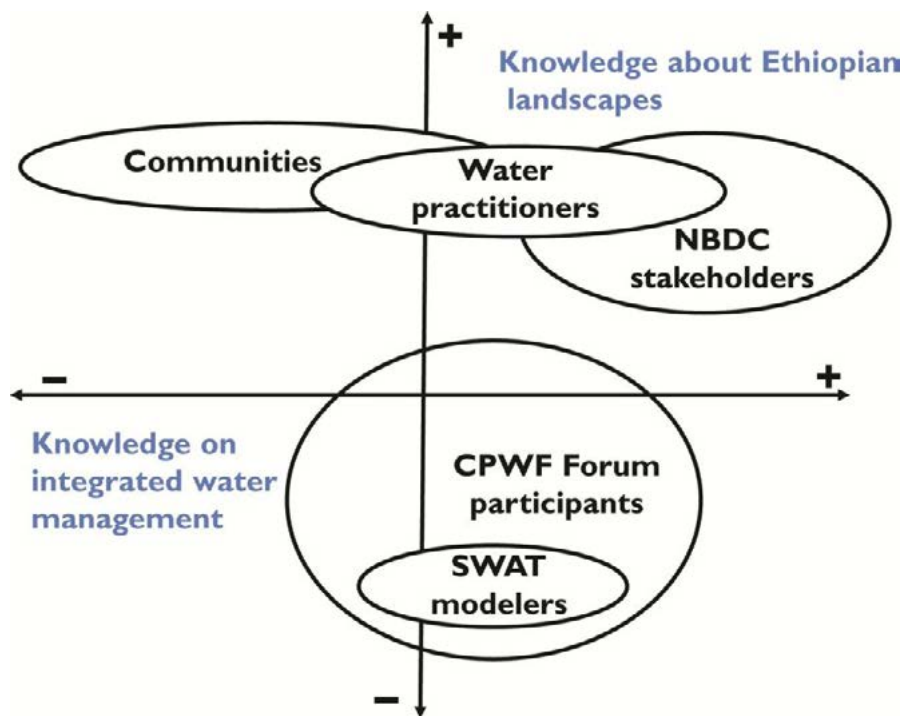 +
Knowledge about Ethiopian
landscapes
Communities
Water
practitioners
NBDC
stakeholders
–
+
Knowledge on
integrated water
management
CPWF Forum
participants
SWAT
modelers
–